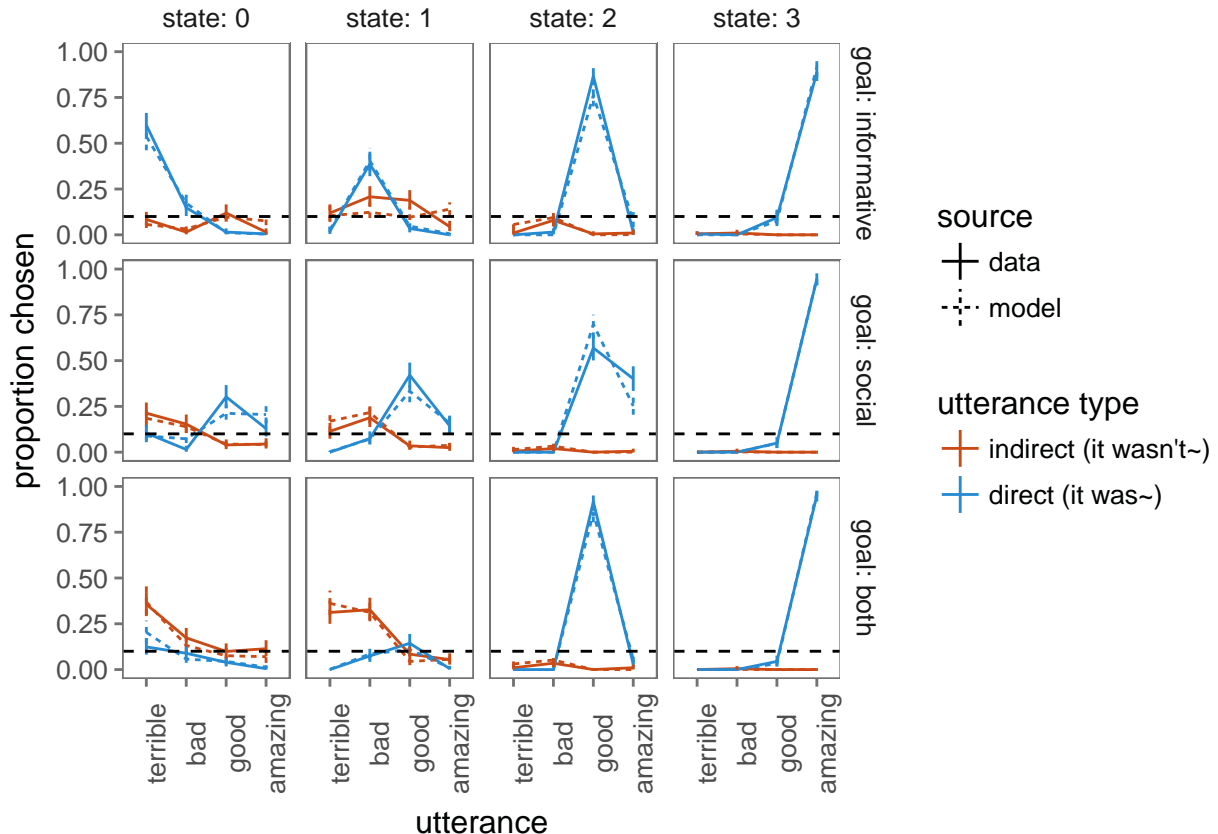 state: 0
state: 1
state: 2
state: 3
1.00
0.75
0.50
0.25
0.00
goal: informative
1.00
0.75
0.50
0.25
0.00
goal: social
1.00
0.75
0.50
0.25
0.00
goal: both
proportion chosen
terrible
bad
good
amazing
terrible
bad
good
amazing
terrible
bad
good
amazing
terrible
bad
good
amazing
utterance
source
data
model
utterance type
indirect (it wasn't~)
direct (it was~)